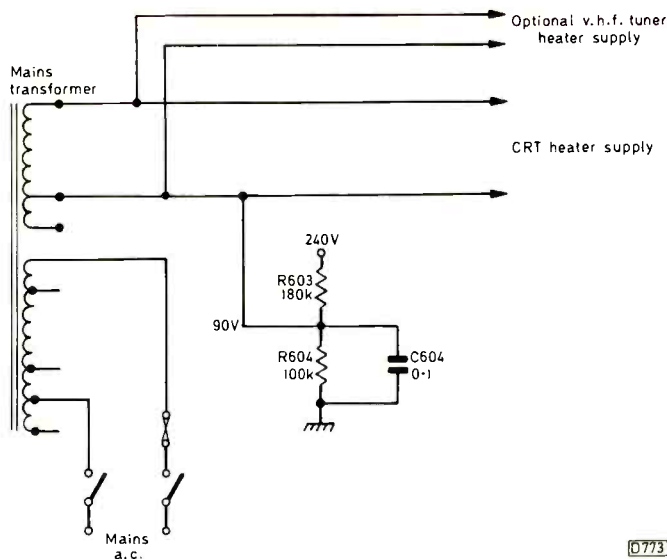 Optional v.h.f. tuner
heater supply
Mains
transformer
CRT heater supply
240V
R603
180k
90V
R604
100k
C604
0·1
Mains
a.c.
D773